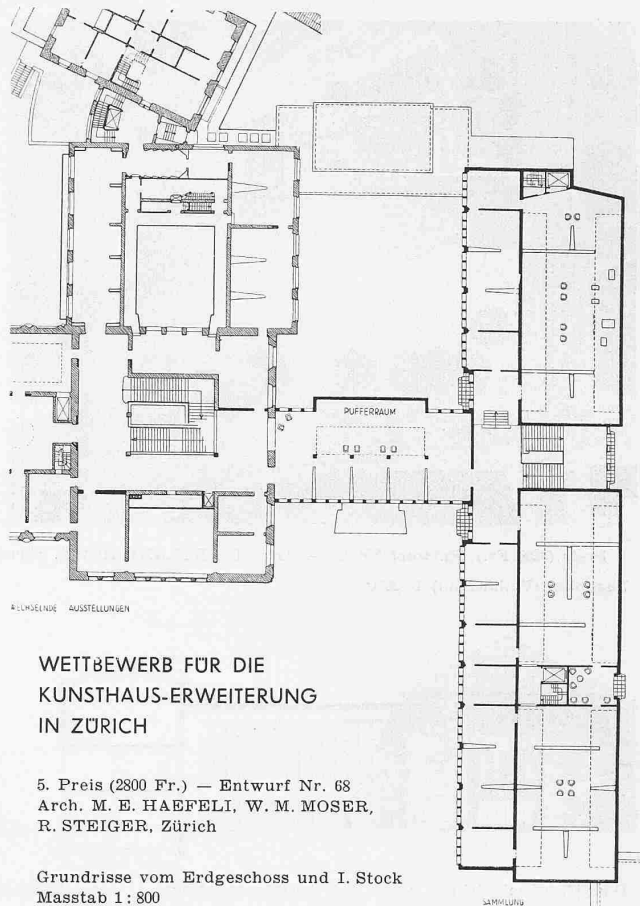 PUFFERRAUM
WECHSELNDE AUSSTELLUNGEN
WETTBEWERB FÜR DIE
KUNSTHAUS-ERWEITERUNG
IN ZÜRICH
5. Preis (2800 Fr.) — Entwurf Nr. 68
Arch. M. E. HAEFELI, W. M. MOSER,
R. STEIGER, Zürich
Grundrisse vom Erdgeschoss und I. Stock
Masstab 1 : 800
SAMMLUNG